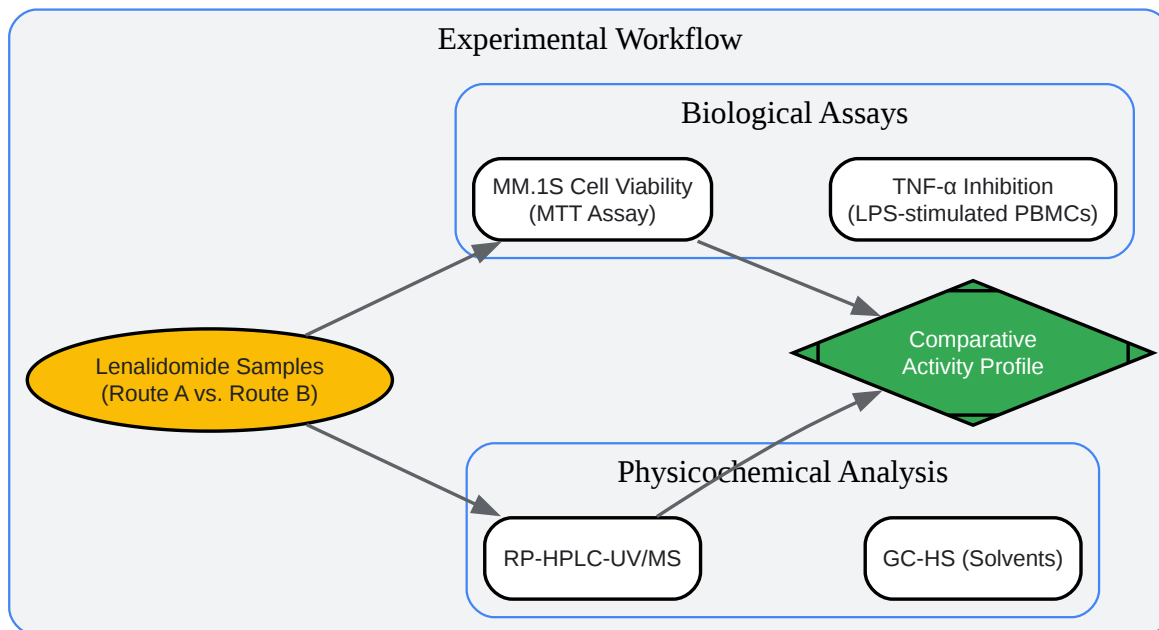 Experimental Workflow
Biological Assays
MM.1S Cell Viability
(MTT Assay)
TNF-α Inhibition
(LPS-stimulated PBMCs)
Lenalidomide Samples
(Route A vs. Route B)
Comparative
Activity Profile
Physicochemical Analysis
RP-HPLC-UV/MS
GC-HS (Solvents)